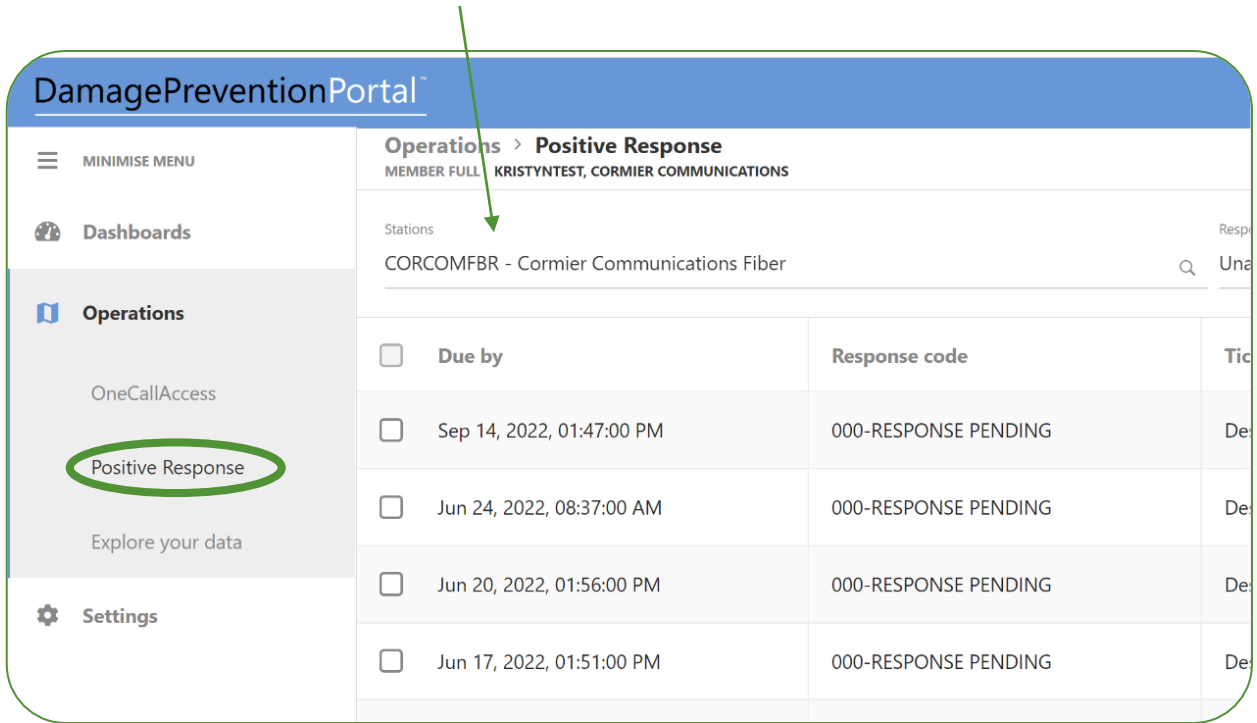 DamagePreventionPortal™
MINIMISE MENU
Dashboards
Operations
OneCallAccess
Positive Response
Explore your data
Settings
Operations > Positive Response
MEMBER FULL KRISTYNTEST, CORMIER COMMUNICATIONS
Stations
CORCOMFBR - Cormier Communications Fiber
Due by Response code
Sep 14, 2022, 01:47:00 PM 000-RESPONSE PENDING
Jun 24, 2022, 08:37:00 AM 000-RESPONSE PENDING
Jun 20, 2022, 01:56:00 PM 000-RESPONSE PENDING
Jun 17, 2022, 01:51:00 PM 000-RESPONSE PENDING